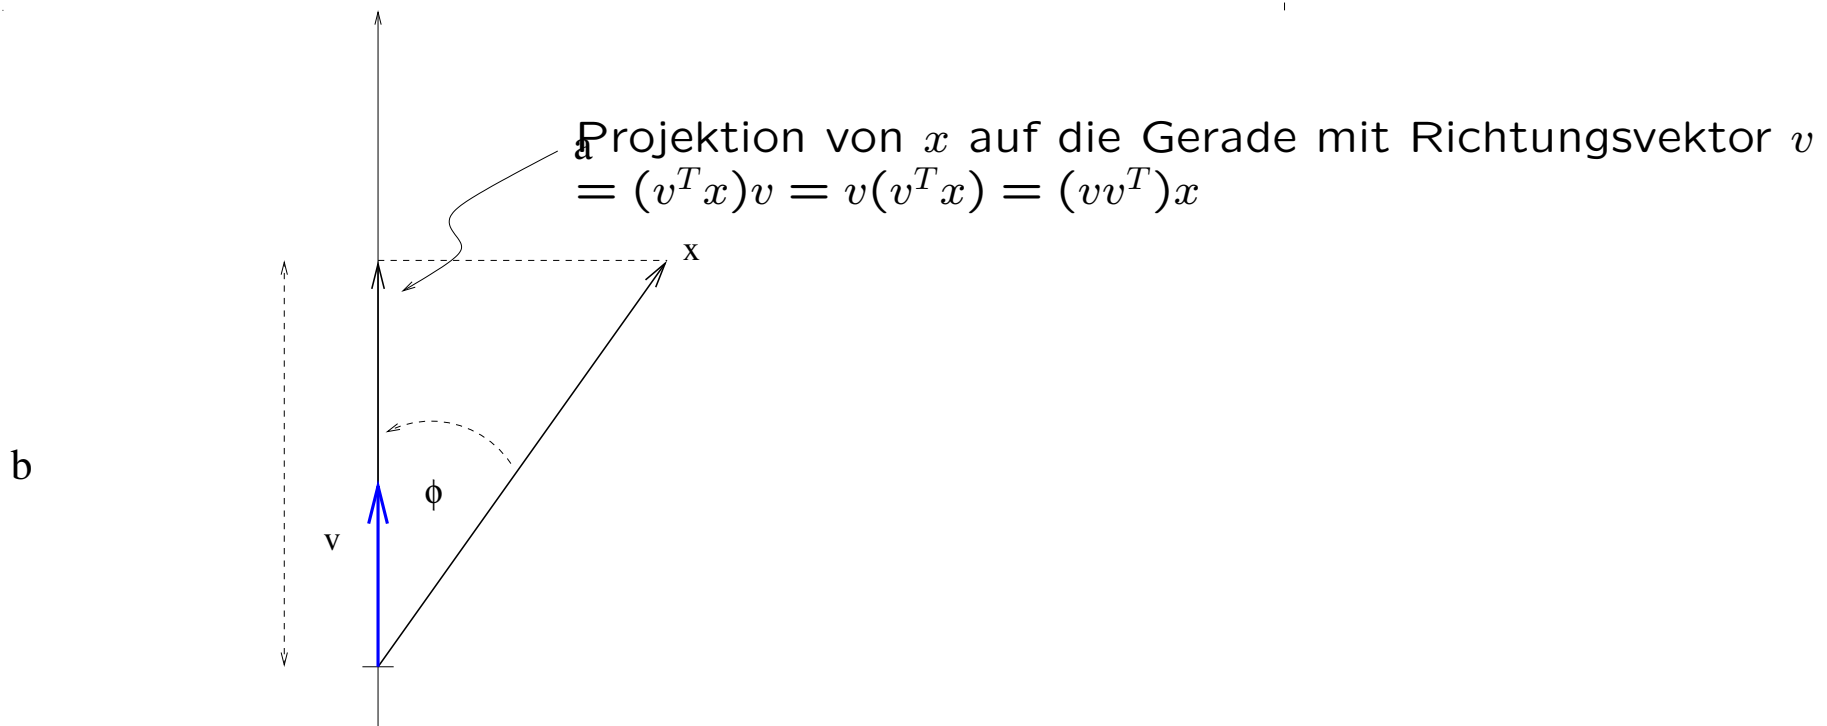 a
Projektion von x auf die Gerade mit Richtungsvektor v
= (v^T x)v = v(v^T x) = (vv^T)x
x
b
ϕ
v